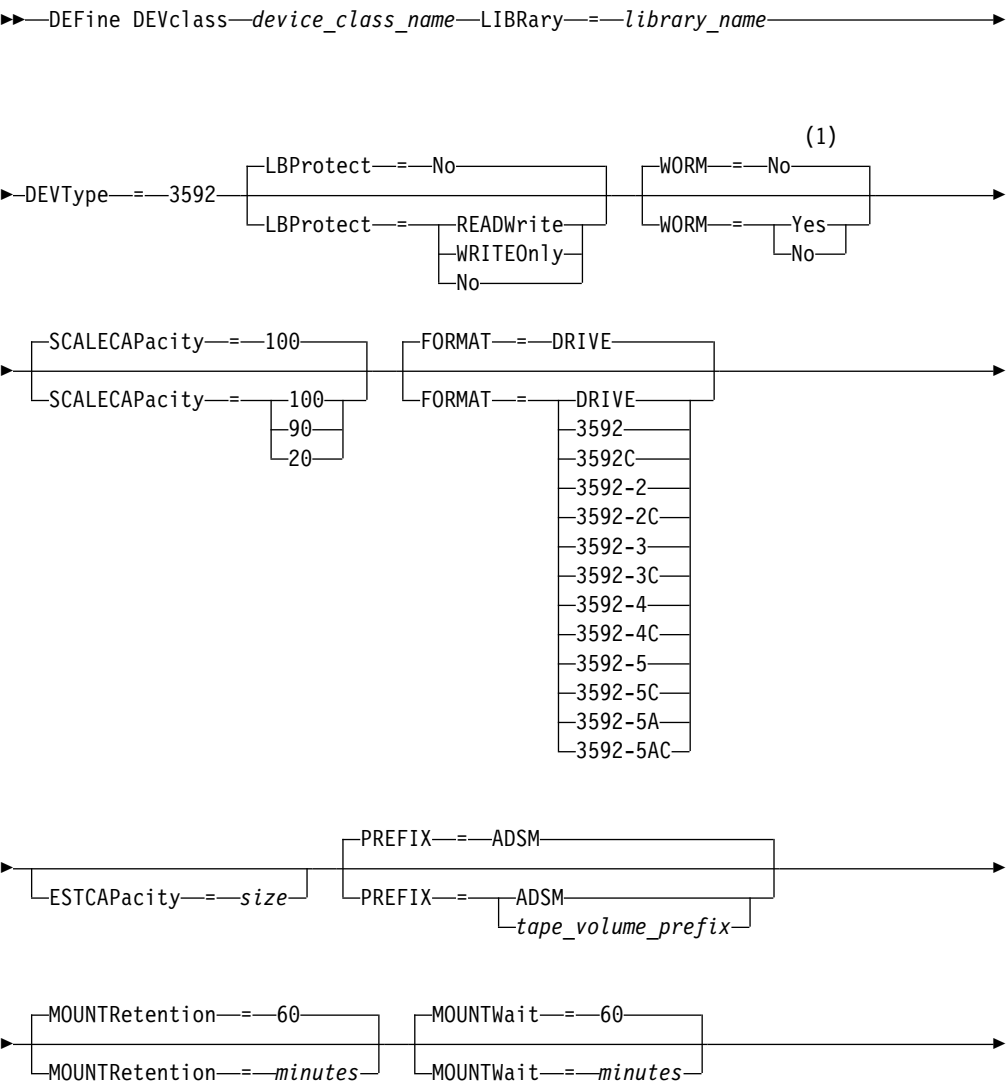 DEFine DEVclass device_class_name LIBRary = library_name
(1)
LBProtect = No WORM = No
DEVType = 3592
LBProtect = READWrite WORM = Yes
WRITEOnly No
No
SCALECAPacity = 100 FORMAT = DRIVE
SCALECAPacity = 100 FORMAT = DRIVE
90 3592
20 3592C
3592-2
3592-2C
3592-3
3592-3C
3592-4
3592-4C
3592-5
3592-5C
3592-5A
3592-5AC
PREFIX = ADSM
ESTCAPacity = size PREFIX = ADSM
tape_volume_prefix
MOUNTRetention = 60 MOUNTWait = 60
MOUNTRetention = minutes MOUNTWait = minutes